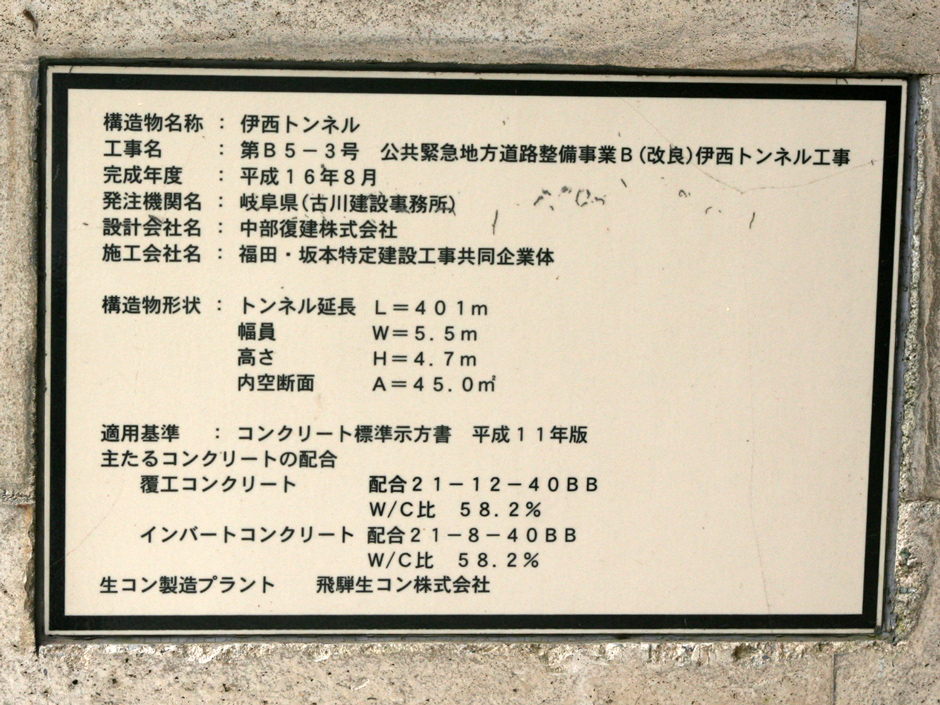 構造物名称 : 伊西トンネル
工事名 : 第B5-3号 公共緊急地方道路整備事業B(改良)伊西トンネル工事
完成年度 : 平成16年8月
発注機関名 : 岐阜県(古川建設事務所)
設計会社名 : 中部復建株式会社
施工会社名 : 福田・坂本特定建設工事共同企業体
構造物形状 : トンネル延長 L=401m
幅員 W=5.5m
高さ H=4.7m
内空断面 A=45.0㎡
適用基準 : コンクリート標準示方書 平成11年版
主たるコンクリートの配合
覆工コンクリート 配合21-12-40BB
W/C比 58.2%
インバートコンクリート 配合21-8-40BB
W/C比 58.2%
生コン製造プラント 飛騨生コン株式会社